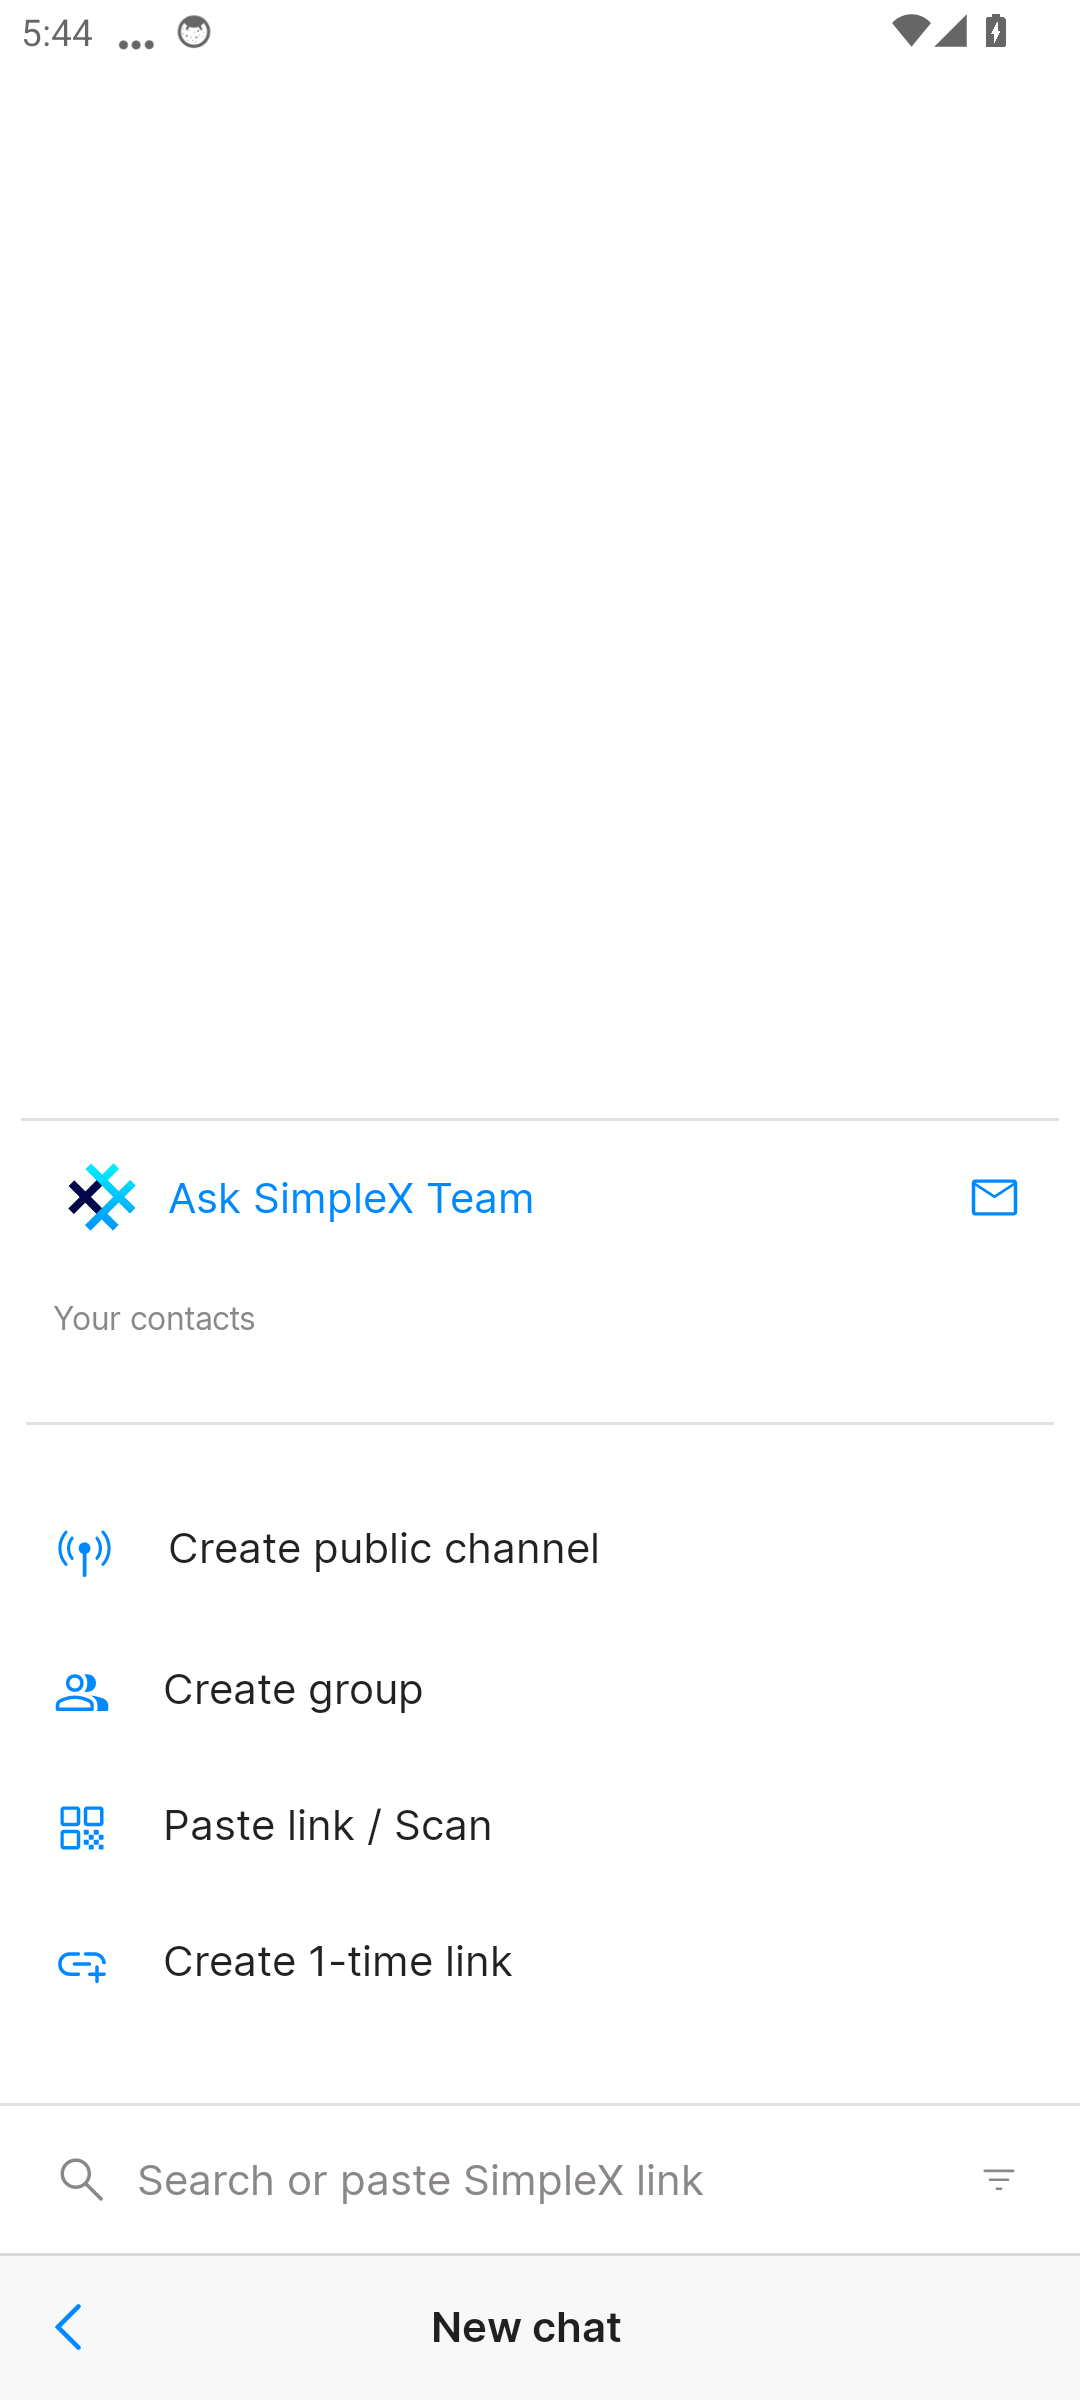 5:44
Ask SimpleX Team
Your contacts
Create public channel
Create group
Paste link / Scan
Create 1-time link
Search or paste SimpleX link
New chat